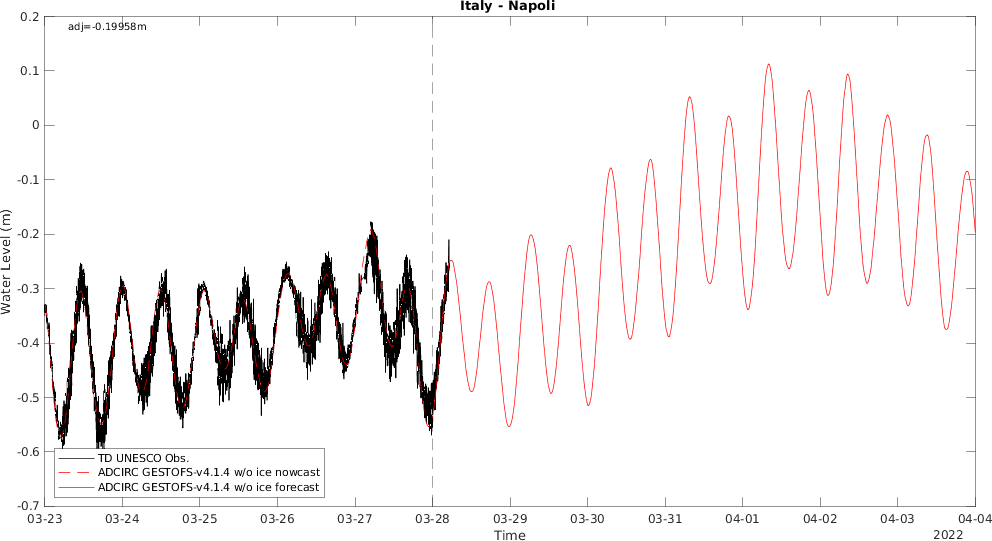 Italy - Napoli
adj=-0.19958m
0.2
0.1
0
-0.1
-0.2
-0.3
-0.4
-0.5
-0.6
-0.7
Water Level (m)
TD UNESCO Obs.
ADCIRC GESTOFS-v4.1.4 w/o ice nowcast
ADCIRC GESTOFS-v4.1.4 w/o ice forecast
03-23 03-24 03-25 03-26 03-27 03-28 03-29 03-30 03-31 04-01 04-02 04-03 04-04
Time
2022